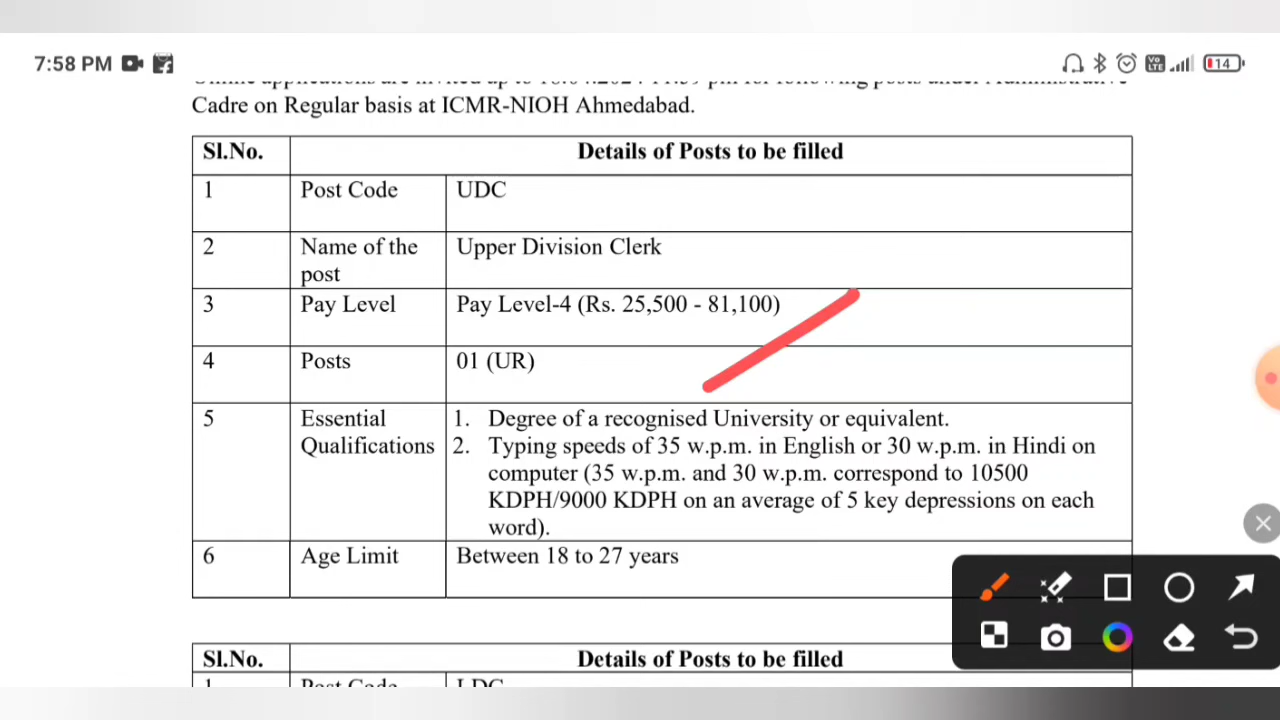 7:58 PM
14
Cadre on Regular basis at ICMR-NIOH Ahmedabad.
Sl.No. Details of Posts to be filled
1 Post Code UDC
2 Name of the post Upper Division Clerk
3 Pay Level Pay Level-4 (Rs. 25,500 - 81,100)
4 Posts 01 (UR)
5 Essential Qualifications 1. Degree of a recognised University or equivalent.
2. Typing speeds of 35 w.p.m. in English or 30 w.p.m. in Hindi on
computer (35 w.p.m. and 30 w.p.m. correspond to 10500
KDPH/9000 KDPH on an average of 5 key depressions on each
word).
6 Age Limit Between 18 to 27 years
Sl.No. Details of Posts to be filled
1 Post Code LDC